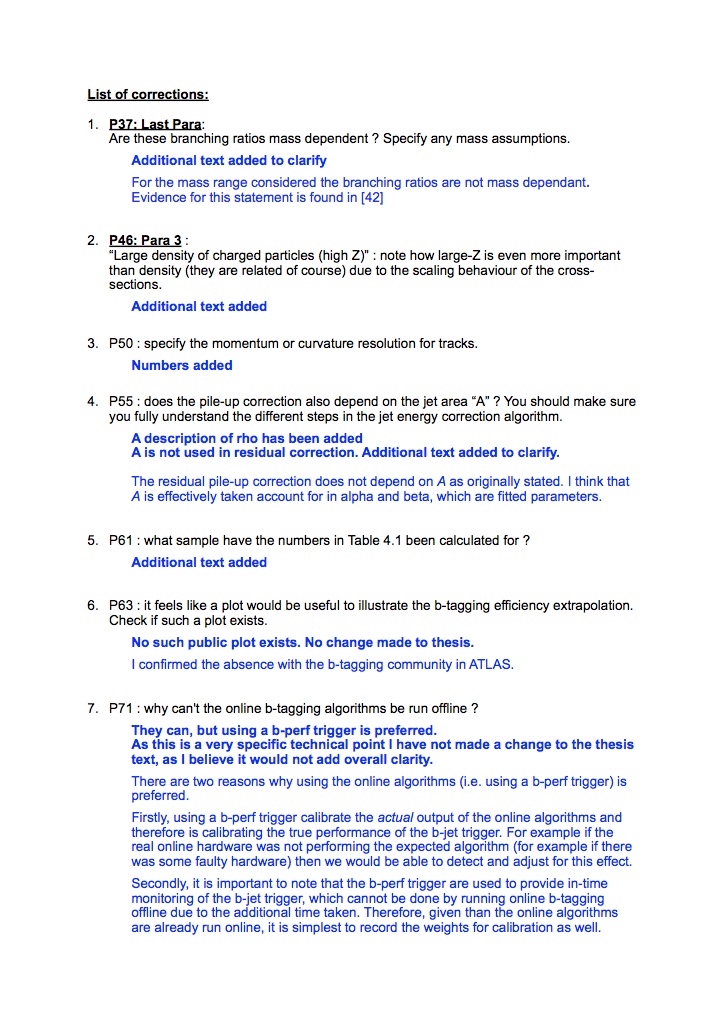 List of corrections:
1. P37: Last Para:
Are these branching ratios mass dependent ? Specify any mass assumptions.
Additional text added to clarify
For the mass range considered the branching ratios are not mass dependant.
Evidence for this statement is found in [42]
2. P46: Para 3 :
“Large density of charged particles (high Z)” : note how large-Z is even more important
than density (they are related of course) due to the scaling behaviour of the cross-
sections.
Additional text added
3. P50 : specify the momentum or curvature resolution for tracks.
Numbers added
4. P55 : does the pile-up correction also depend on the jet area “A” ? You should make sure
you fully understand the different steps in the jet energy correction algorithm.
A description of rho has been added
A is not used in residual correction. Additional text added to clarify.
The residual pile-up correction does not depend on A as originally stated. I think that
A is effectively taken account for in alpha and beta, which are fitted parameters.
5. P61 : what sample have the numbers in Table 4.1 been calculated for ?
Additional text added
6. P63 : it feels like a plot would be useful to illustrate the b-tagging efficiency extrapolation.
Check if such a plot exists.
No such public plot exists. No change made to thesis.
I confirmed the absence with the b-tagging community in ATLAS.
7. P71 : why can't the online b-tagging algorithms be run offline ?
They can, but using a b-perf trigger is preferred.
As this is a very specific technical point I have not made a change to the thesis
text, as I believe it would not add overall clarity.
There are two reasons why using the online algorithms (i.e. using a b-perf trigger) is
preferred.
Firstly, using a b-perf trigger calibrate the actual output of the online algorithms and
therefore is calibrating the true performance of the b-jet trigger. For example if the
real online hardware was not performing the expected algorithm (for example if there
was some faulty hardware) then we would be able to detect and adjust for this effect.
Secondly, it is important to note that the b-perf trigger are used to provide in-time
monitoring of the b-jet trigger, which cannot be done by running online b-tagging
offline due to the additional time taken. Therefore, given than the online algorithms
are already run online, it is simplest to record the weights for calibration as well.